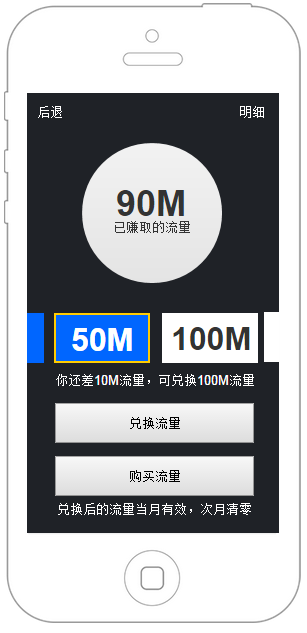 后退 明细
90M
已赚取的流量
50M 100M
你还差10M流量，可兑换100M流量
兑换流量
购买流量
兑换后的流量当月有效，次月清零